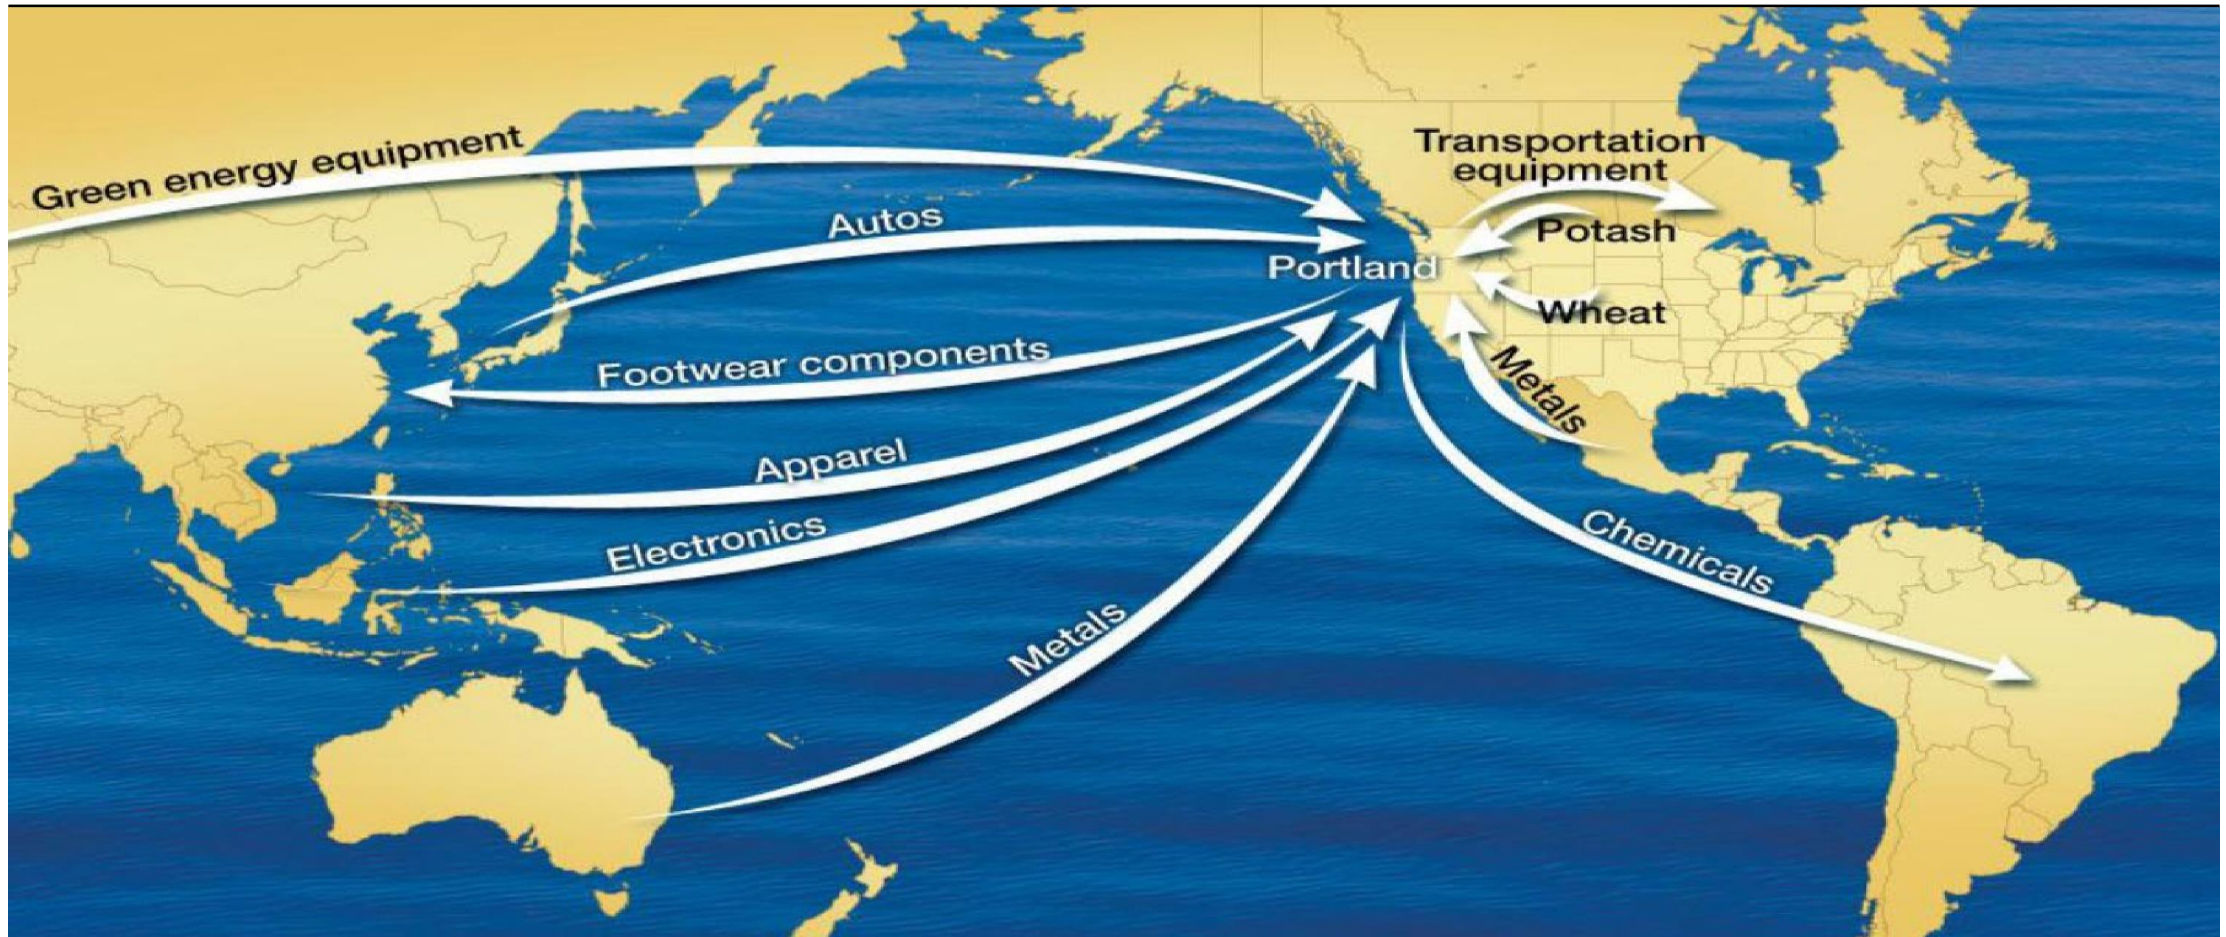 Green energy equipment
Transportation
equipment
Autos
Potash
Portland
Wheat
Footwear components
Metals
Apparel
Electronics
Chemicals
Metals